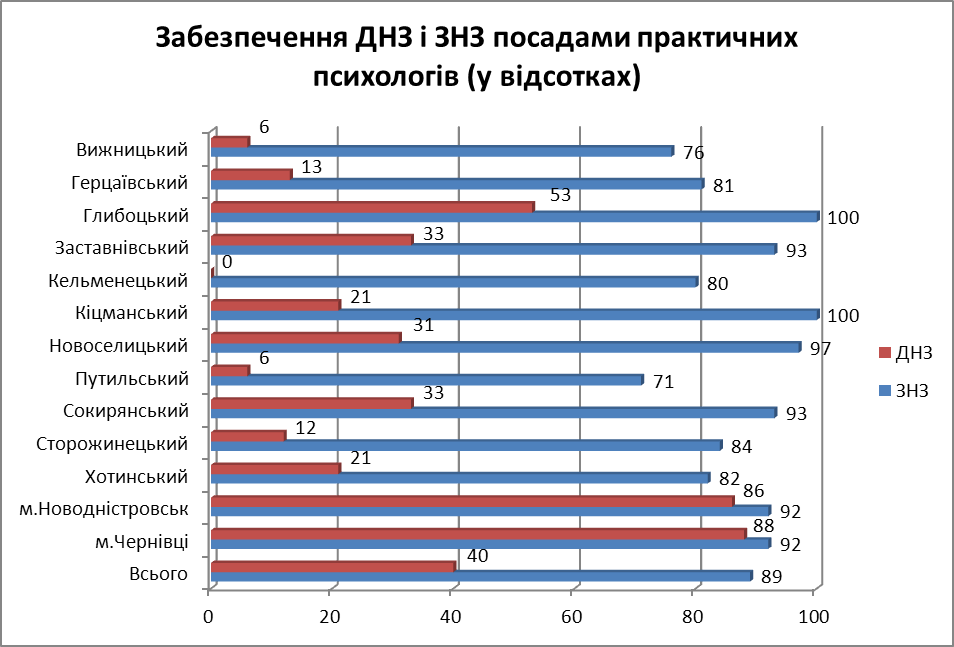 Забезпечення ДНЗ і ЗНЗ посадами практичних
психологів (у відсотках)
Вижницький 6 76
Герцаївський 13 81
Глибоцький 53 100
Заставнівський 33 93
Кельменецький 0 80
Кіцманський 21 100
Новоселицький 31 97
Путильський 6 71
Сокирянський 33 93
Сторожинецький 12 84
Хотинський 21 82
м.Новодністровськ 86 92
м.Чернівці 88 92
Всього 40 89
0 20 40 60 80 100
ДНЗ
ЗНЗ